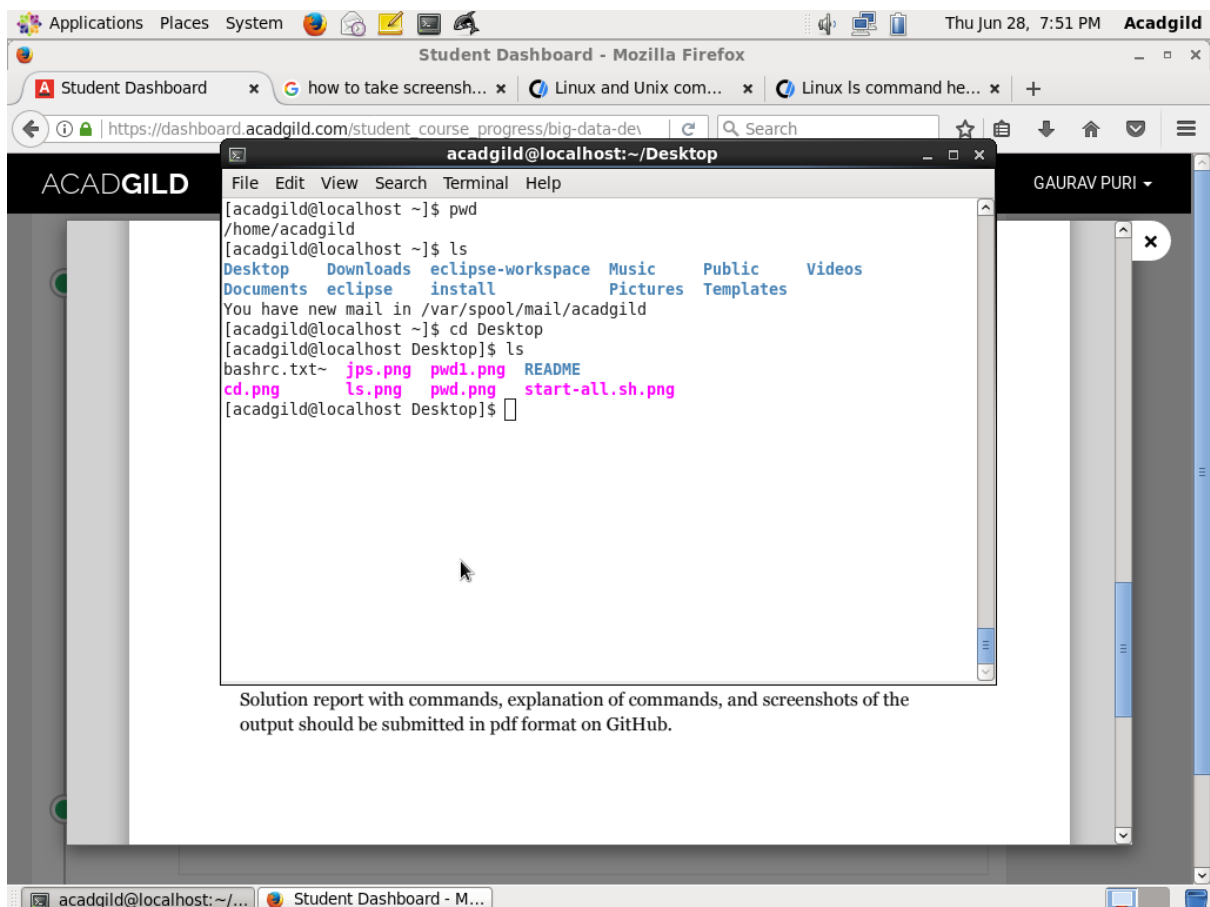 Applications Places System Thu Jun 28, 7:51 PM Acadgild
Student Dashboard - Mozilla Firefox
Student Dashboard how to take screensh... Linux and Unix com... Linux ls command he...
https://dashboard.acadgild.com/student_course_progress/big-data-dev Search
acadgild@localhost:~/Desktop
ACADGILD File Edit View Search Terminal Help GAURAV PURI
[acadgild@localhost ~]$ pwd
/home/acadgild
[acadgild@localhost ~]$ ls
Desktop Downloads eclipse-workspace Music Public Videos
Documents eclipse install Pictures Templates
You have new mail in /var/spool/mail/acadgild
[acadgild@localhost ~]$ cd Desktop
[acadgild@localhost Desktop]$ ls
bashrc.txt~ jps.png pwd1.png README
cd.png ls.png pwd.png start-all.sh.png
[acadgild@localhost Desktop]$
Solution report with commands, explanation of commands, and screenshots of the
output should be submitted in pdf format on GitHub.
acadgild@localhost:~/... Student Dashboard - M...